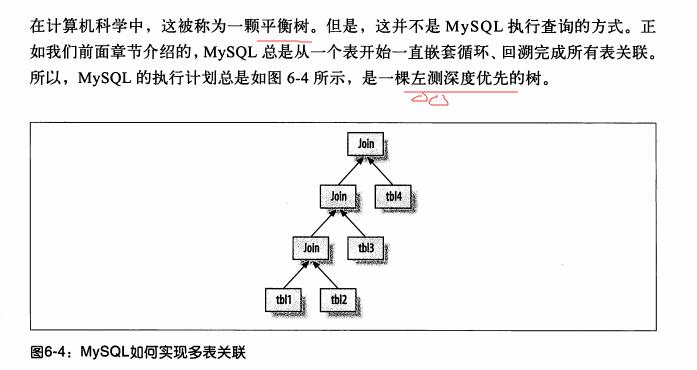 在计算机科学中，这被称为一颗平衡树。但是，这并不是 MySQL 执行查询的方式。正
如我们前面章节介绍的，MySQL 总是从一个表开始一直嵌套循环、回溯完成所有表关联。
所以，MySQL 的执行计划总是如图 6-4 所示，是一棵左测深度优先的树。
Join
Join
tbl4
Join
tbl3
tbl1
tbl2
图6-4：MySQL如何实现多表关联